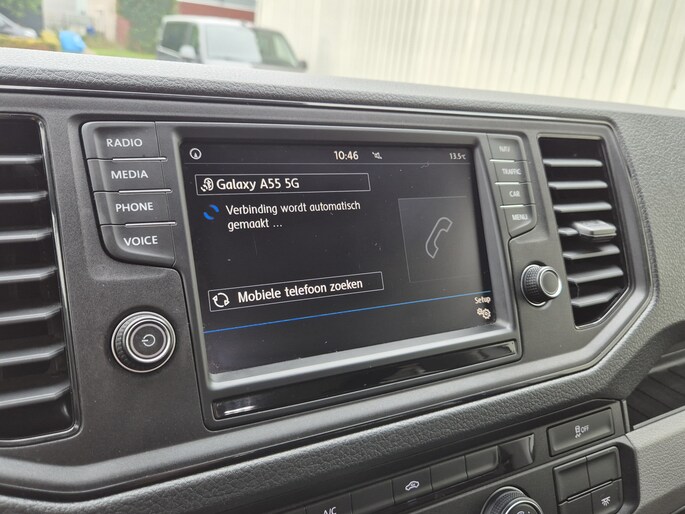 RADIO
MEDIA
PHONE
VOICE
10:46
13.5°C
Galaxy A55 5G
Verbinding wordt automatisch
gemaakt ...
Mobiele telefoon zoeken
Setup
NAV
TRAFFIC
CAR
MENU
OFF
A/C